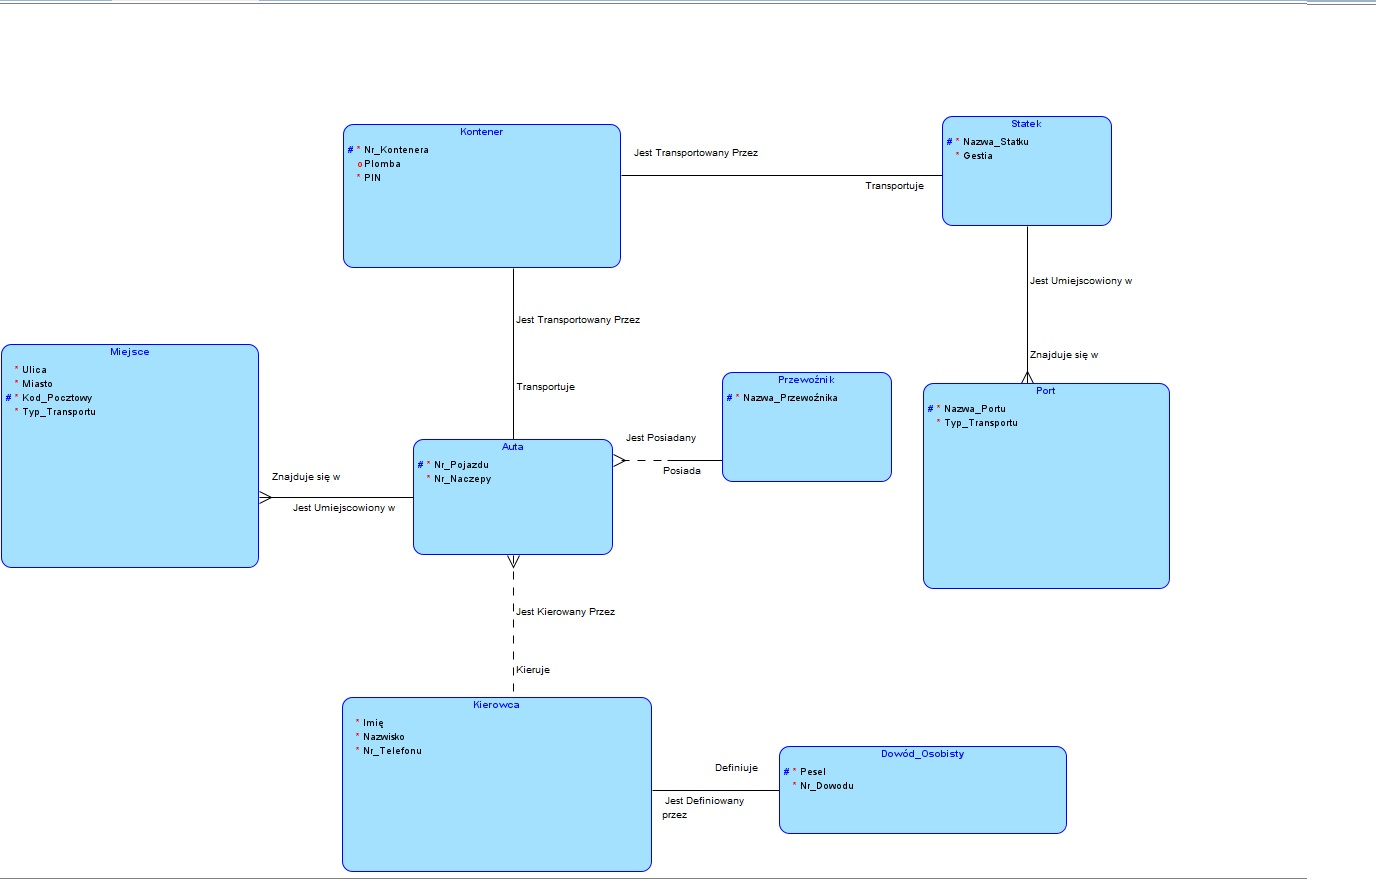 Kontener
# * Nr_Kontenera
o Plomba
* PIN
Jest Transportowany Przez
Transportuje
Statek
# * Nazwa_Statku
* Gestia
Jest Umiejscowiony w
Znajduje się w
Port
# * Nazwa_Portu
* Typ_Transportu
Jest Transportowany Przez
Transportuje
Miejsce
* Ulica
* Miasto
# * Kod_Pocztowy
* Typ_Transportu
Znajduje się w
Jest Umiejscowiony w
Auta
# * Nr_Pojazdu
* Nr_Naczepy
Jest Posiadany
Posiada
Przewoźnik
# * Nazwa_Przewoźnika
Jest Kierowany Przez
Kieruje
Kierowca
* Imię
* Nazwisko
* Nr_Telefonu
Definiuje
Jest Definiowany
przez
Dowód_Osobisty
# * Pesel
* Nr_Dowodu